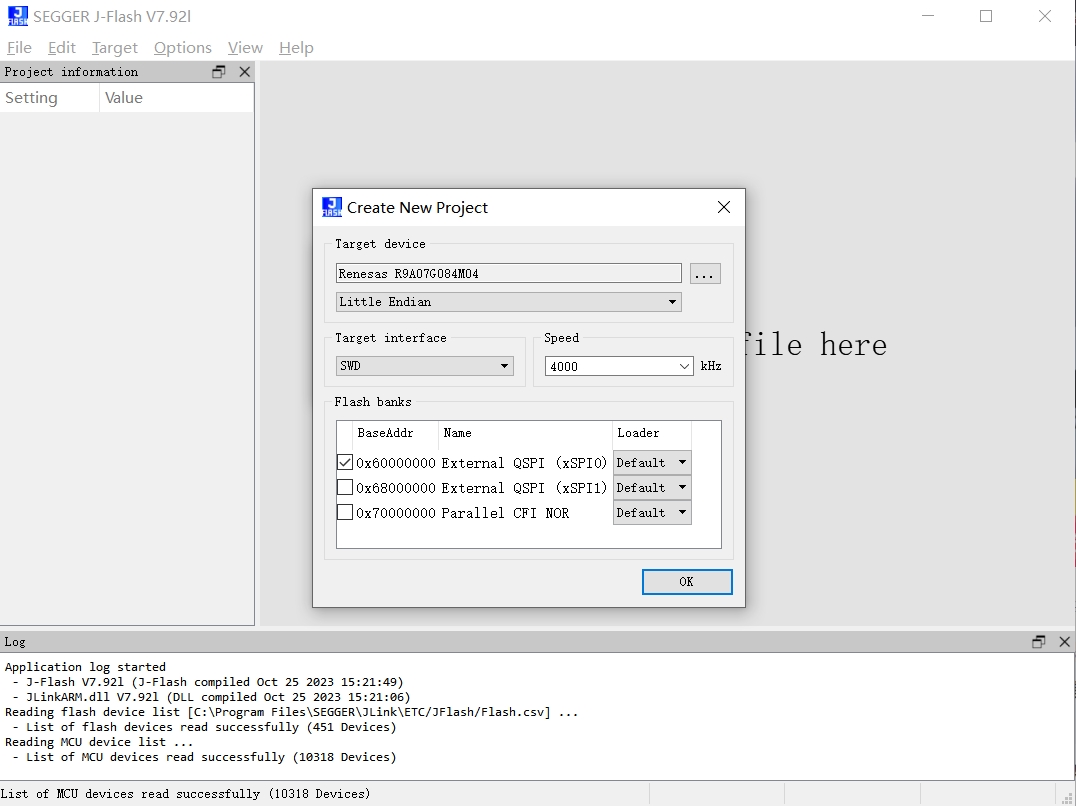 SEGGER J-Flash V7.92l
File Edit Target Options View Help
Project information
Setting Value
Create New Project
Target device
Renesas R9A07G084M04
...
Little Endian
Target interface
Speed
SWD
4000
kHz
file here
Flash banks
BaseAddr Name Loader
0x60000000 External QSPI (xSPI0) Default
0x68000000 External QSPI (xSPI1) Default
0x70000000 Parallel CFI NOR Default
OK
Log
Application log started
- J-Flash V7.92l (J-Flash compiled Oct 25 2023 15:21:49)
- JLinkARM.dll V7.92l (DLL compiled Oct 25 2023 15:21:06)
Reading flash device list [C:\Program Files\SEGGER\JLink\ETC/JFlash/Flash.csv] ...
- List of flash devices read successfully (451 Devices)
Reading MCU device list ...
- List of MCU devices read successfully (10318 Devices)
List of MCU devices read successfully (10318 Devices)